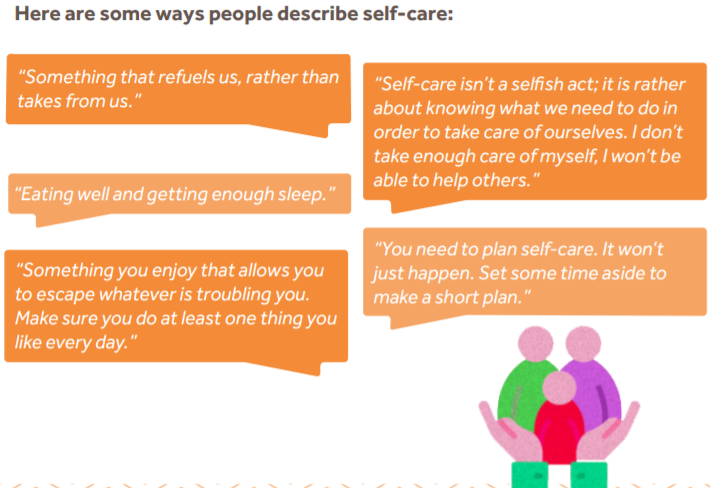 Here are some ways people describe self-care:
“Something that refuels us, rather than
takes from us.”
“Eating well and getting enough sleep.”
“Something you enjoy that allows you
to escape whatever is troubling you.
Make sure you do at least one thing you
like every day.”
“Self-care isn’t a selfish act; it is rather
about knowing what we need to do in
order to take care of ourselves. I don’t
take enough care of myself, I won’t be
able to help others.”
“You need to plan self-care. It won’t
just happen. Set some time aside to
make a short plan.”